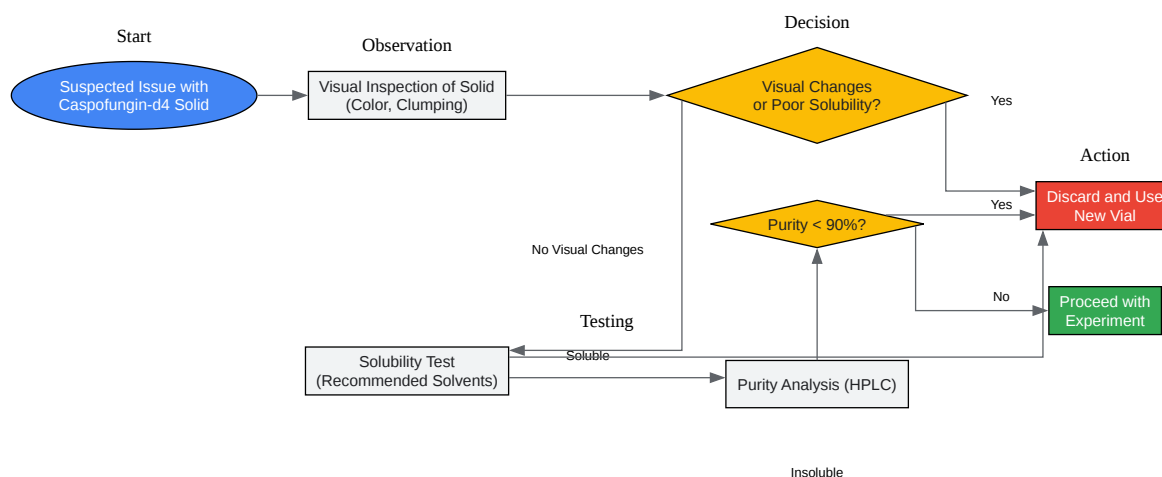 Start
Suspected Issue with
Caspofungin-d4 Solid
Observation
Visual Inspection of Solid
(Color, Clumping)
Decision
Visual Changes
or Poor Solubility?
Yes
Action
Discard and Use
New Vial
Purity < 90%?
Yes
No Visual Changes
No
Proceed with
Experiment
Testing
Solubility Test
(Recommended Solvents)
Soluble
Purity Analysis (HPLC)
Insoluble